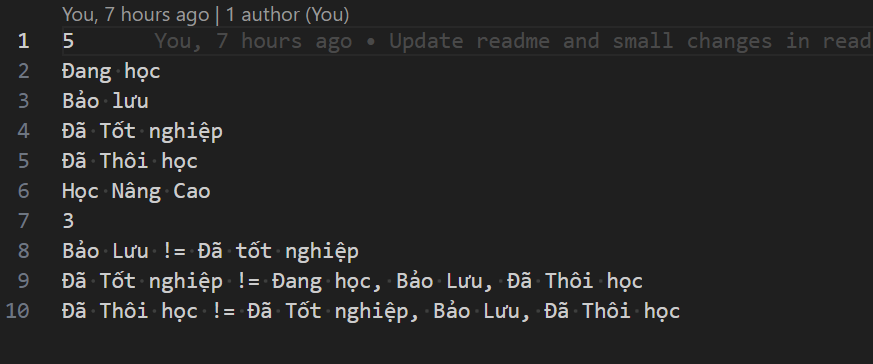 You, 7 hours ago | 1 author (You)
1 5 You, 7 hours ago • Update readme and small changes in read
2 Đang học
3 Bảo lưu
4 Đã Tốt nghiệp
5 Đã Thôi học
6 Học Nâng Cao
7 3
8 Bảo Lưu != Đã tốt nghiệp
9 Đã Tốt nghiệp != Đang học, Bảo Lưu, Đã Thôi học
10 Đã Thôi học != Đã Tốt nghiệp, Bảo Lưu, Đã Thôi học